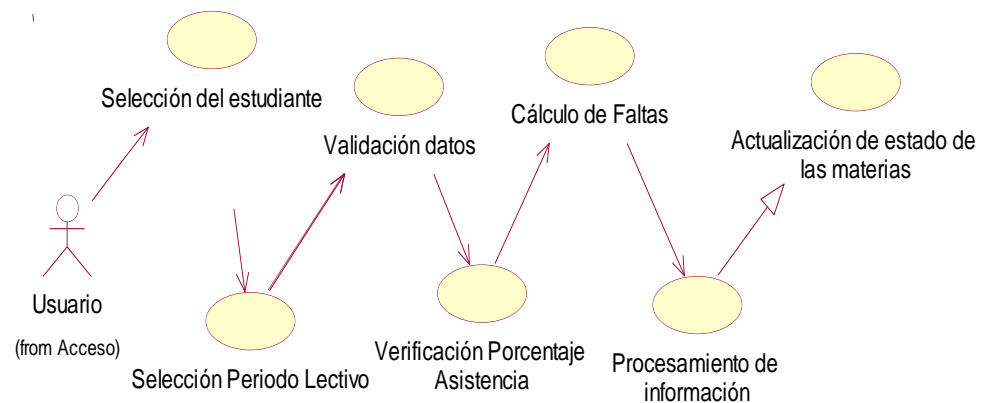 Selección del estudiante
Validación datos
Cálculo de Faltas
Actualización de estado de
las materias
Usuario
(from Acceso)
Selección Periodo Lectivo
Verificación Porcentaje
Asistencia
Procesamiento de
información